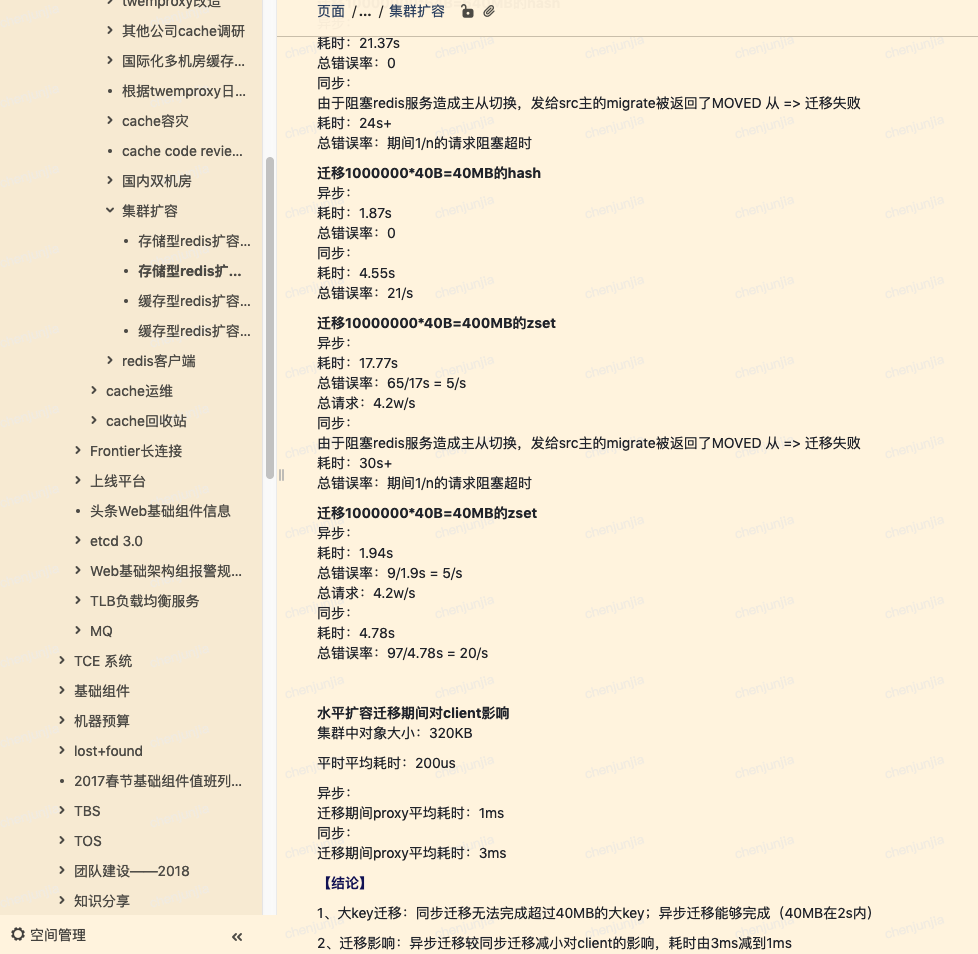 twemproxy改造
其他公司cache调研
国际化多机房缓存...
根据twemproxy日...
cache容灾
cache code revie...
国内双机房
集群扩容
存储型redis扩容...
存储型redis扩...
缓存型redis扩容...
缓存型redis扩容...
redis客户端
cache运维
cache回收站
Frontier长连接
上线平台
头条Web基础组件信息
etcd 3.0
Web基础架构组报警规...
TLB负载均衡服务
MQ
TCE 系统
基础组件
机器预算
lost+found
2017春节基础组件值班列...
TBS
TOS
团队建设——2018
知识分享
空间管理
页面 /... / 集群扩容
耗时：21.37s
总错误率：0
同步：
由于阻塞redis服务造成主从切换，发给src主的migrate被返回了MOVED 从 => 迁移失败
耗时：24s+
总错误率：期间1/n的请求阻塞超时
迁移1000000*40B=40MB的hash
异步：
耗时：1.87s
总错误率：0
同步：
耗时：4.55s
总错误率：21/s
迁移10000000*40B=400MB的zset
异步：
耗时：17.77s
总错误率：65/17s = 5/s
总请求：4.2w/s
同步：
由于阻塞redis服务造成主从切换，发给src主的migrate被返回了MOVED 从 => 迁移失败
耗时：30s+
总错误率：期间1/n的请求阻塞超时
迁移1000000*40B=40MB的zset
异步：
耗时：1.94s
总错误率：9/1.9s = 5/s
总请求：4.2w/s
同步：
耗时：4.78s
总错误率：97/4.78s = 20/s
水平扩容迁移期间对client影响
集群中对象大小：320KB
平时平均耗时：200us
异步：
迁移期间proxy平均耗时：1ms
同步：
迁移期间proxy平均耗时：3ms
【结论】
1、大key迁移：同步迁移无法完成超过40MB的大key；异步迁移能够完成（40MB在2s内）
2、迁移影响：异步迁移较同步迁移减小对client的影响，耗时由3ms减到1ms
chenjunjia